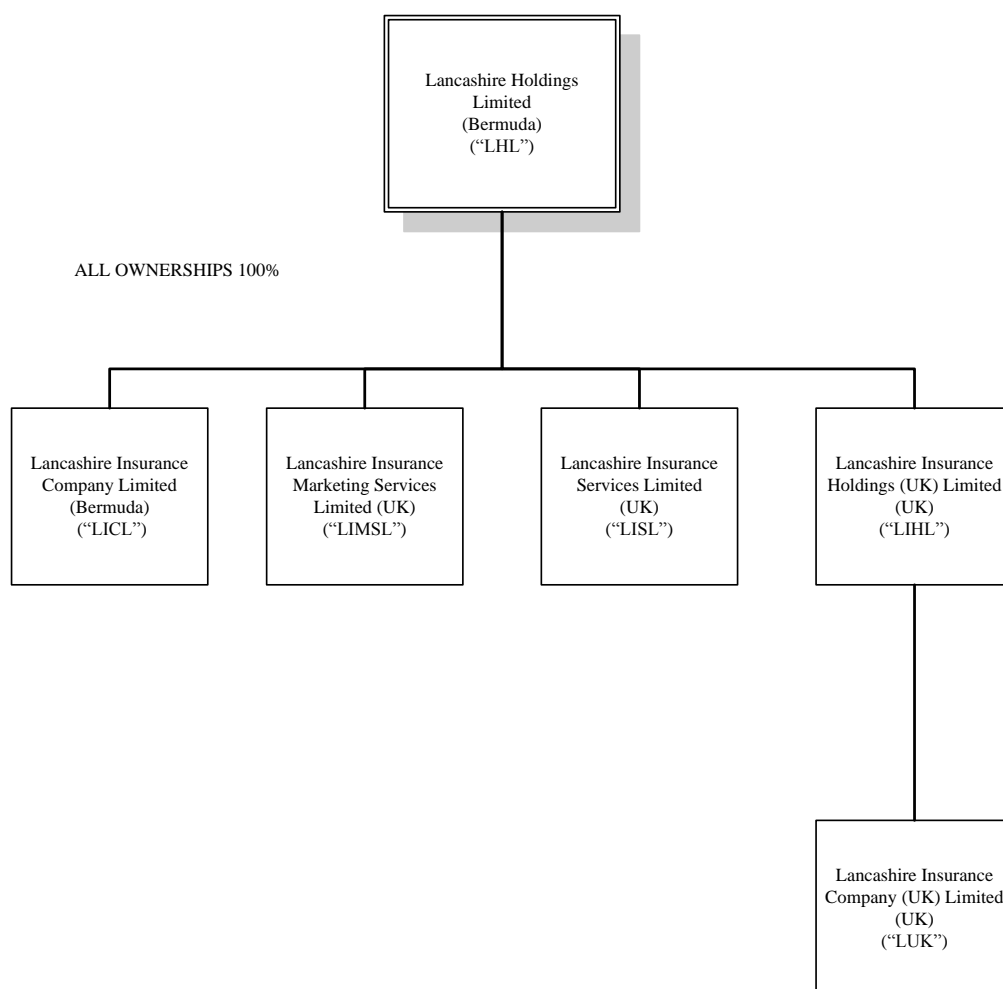 Lancashire Holdings
Limited
(Bermuda)
(“LHL”)
ALL OWNERSHIPS 100%
Lancashire Insurance
Company Limited
(Bermuda)
(“LICL”)
Lancashire Insurance
Marketing Services
Limited (UK)
(“LIMSL”)
Lancashire Insurance
Services Limited
(UK)
(“LISL”)
Lancashire Insurance
Holdings (UK) Limited
(UK)
(“LIHL”)
Lancashire Insurance
Company (UK) Limited
(UK)
(“LUK”)